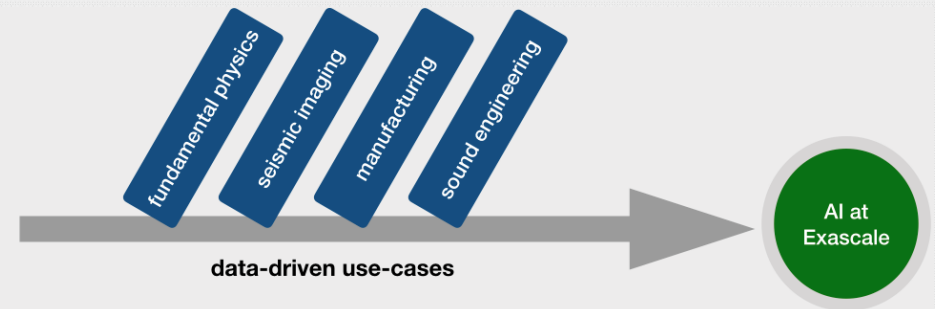 fundamental physics
seismic imaging
manufacturing
sound engineering
AI at
Exascale
data-driven use-cases